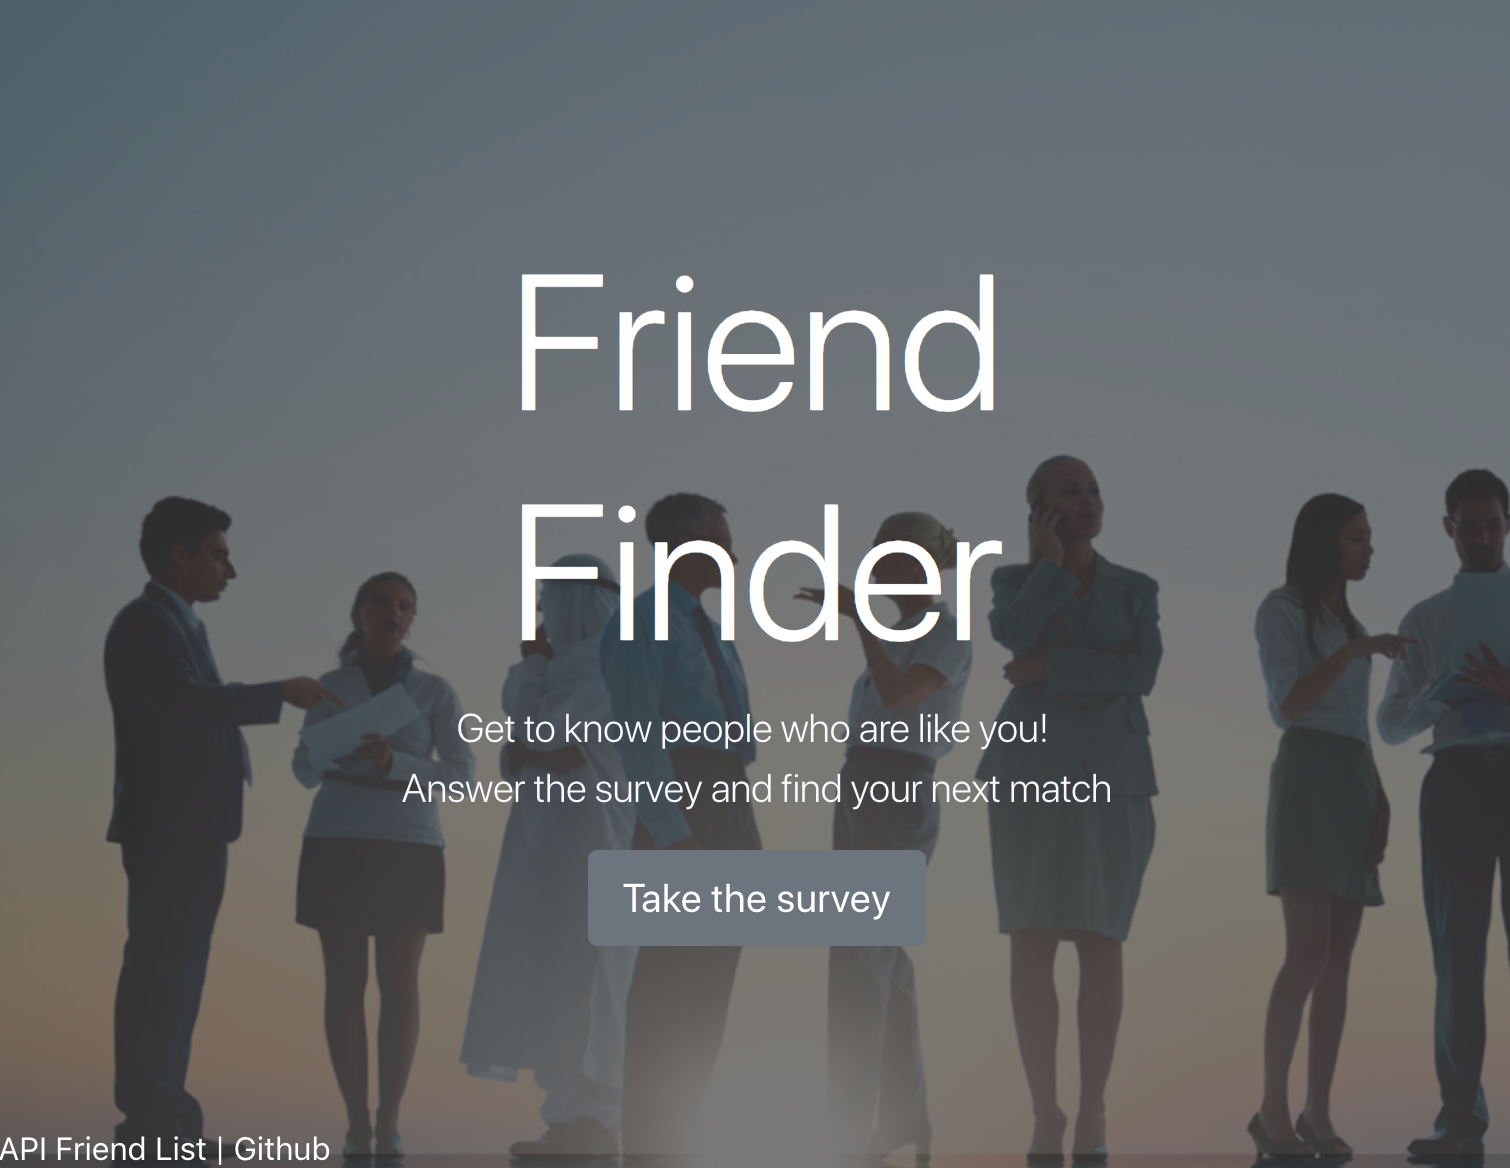 Friend
Finder
Get to know people who are like you!
Answer the survey and find your next match
Take the survey
API Friend List | Github